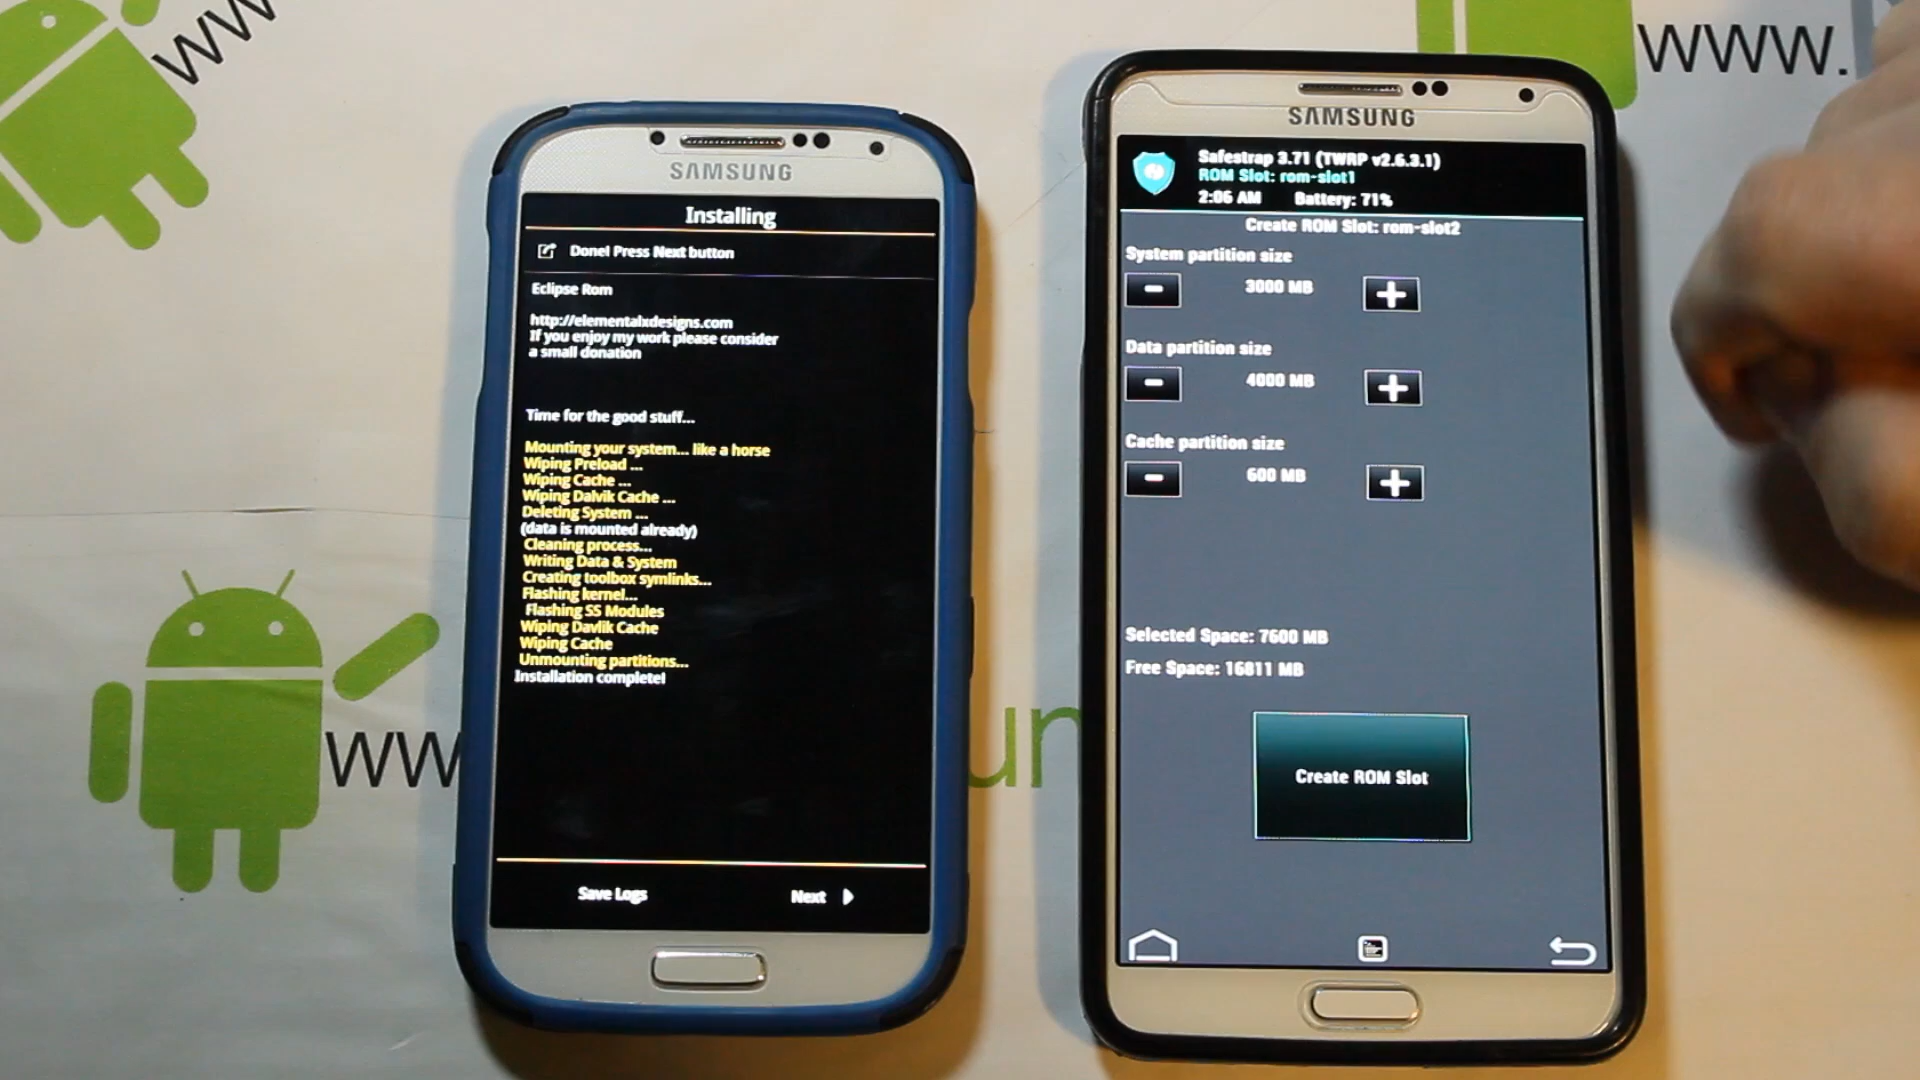 www.
SAMSUNG
Installing
Done! Press Next button
Eclipse Rom
http://elementalxdesigns.com
If you enjoy my work please consider
a small donation
Time for the good stuff...
Mounting your system... like a horse
Wiping Preload ...
Wiping Cache ...
Wiping Dalvik Cache ...
Deleting System ...
(data is mounted already)
Cleaning process...
Writing Data & System
Creating toolbox symlinks...
Flashing kernel...
Flashing SS Modules
Wiping Davlik Cache
Wiping Cache
Unmounting partitions...
Installation complete!
Save Logs
Next
SAMSUNG
Safestrap 3.71 (TWRP v2.6.3.1)
ROM Slot: rom-slot1
2:06 AM Battery: 71%
Create ROM Slot: rom-slot2
System partition size
- 3000 MB +
Data partition size
- 4000 MB +
Cache partition size
- 600 MB +
Selected Space: 7600 MB
Free Space: 16811 MB
Create ROM Slot